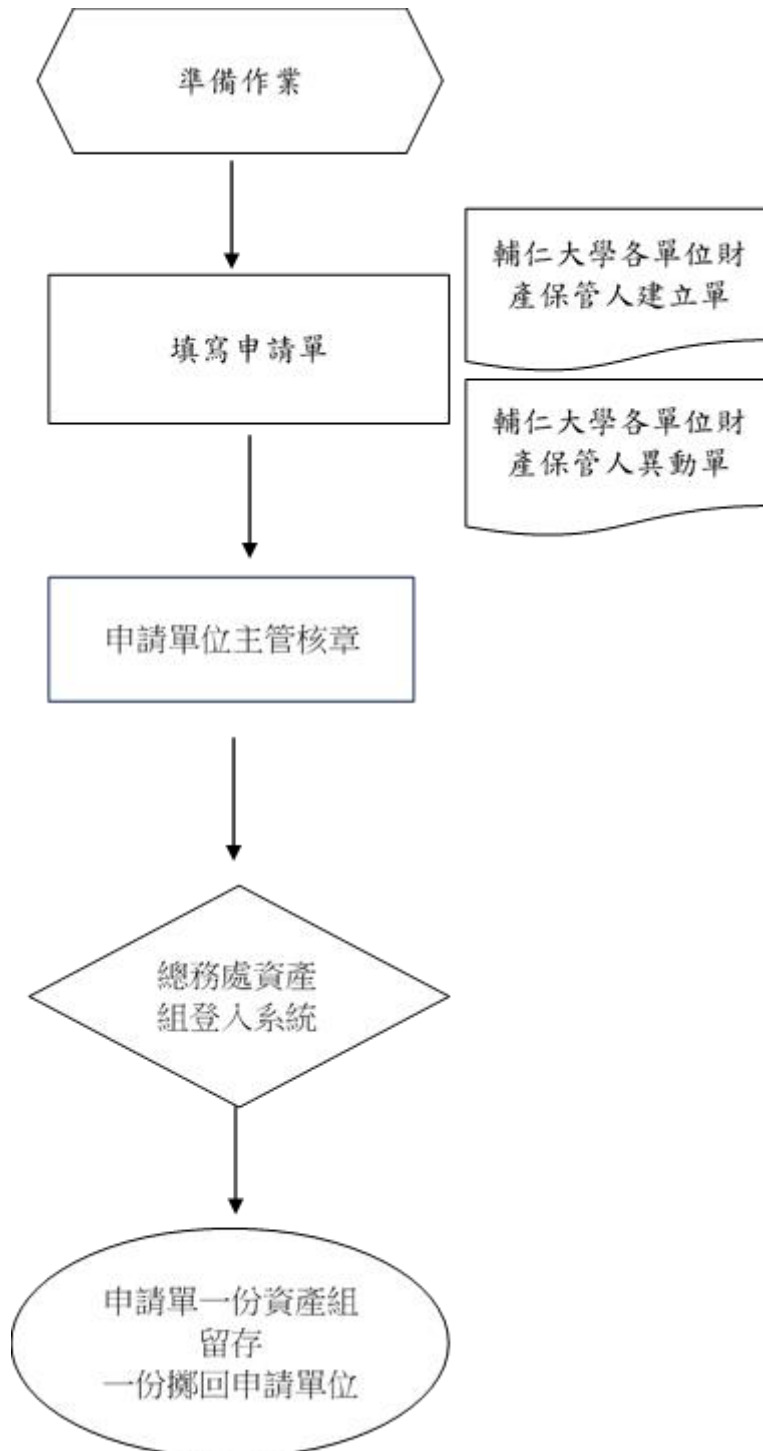 準備作業
填寫申請單
輔仁大學各單位財
產保管人建立單
輔仁大學各單位財
產保管人異動單
申請單位主管核章
總務處資產
組登入系統
申請單一份資產組
留存
一份擲回申請單位